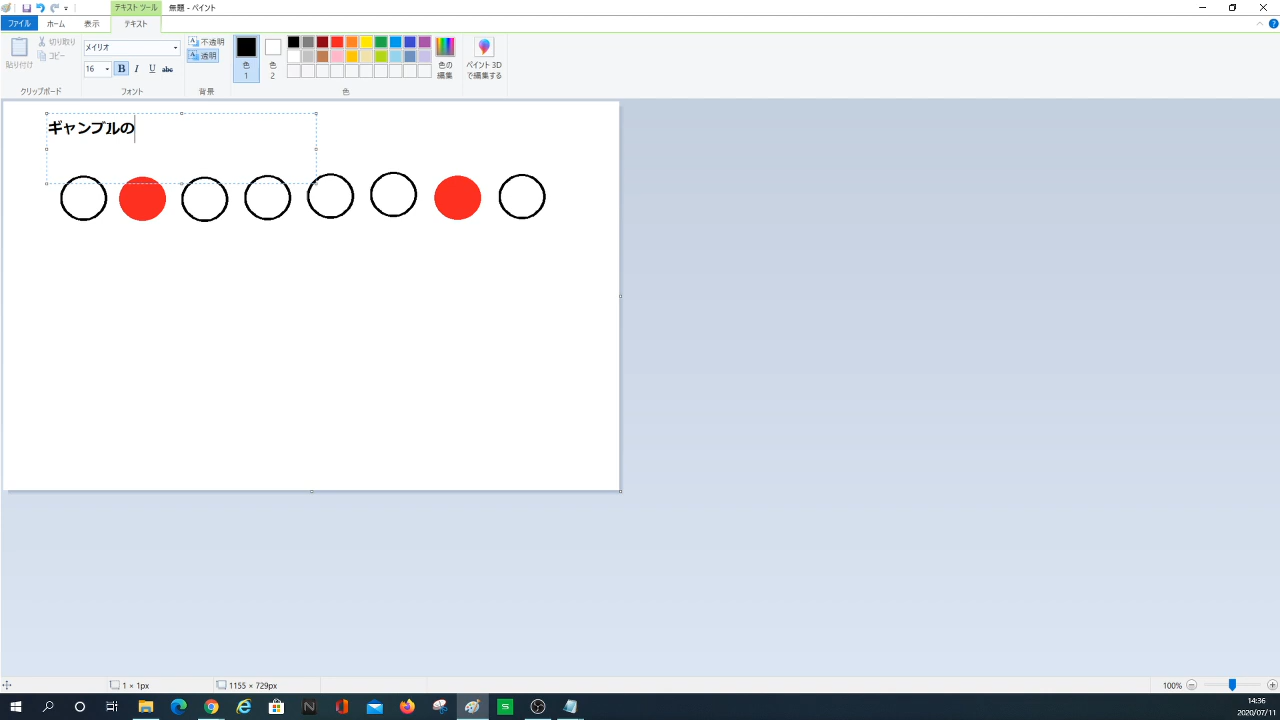 テキスト ツール
無題 - ペイント
ファイル
ホーム
表示
テキスト
貼り付け
切り取り
コピー
クリップボード
メイリオ
16
B
I
U
abc
フォント
不透明
透明
背景
色
1
色
2
色の
編集
色
ペイント 3D
で編集する
ギャンブルの
1 × 1px
1155 × 729px
100%
14:36
2020/07/11